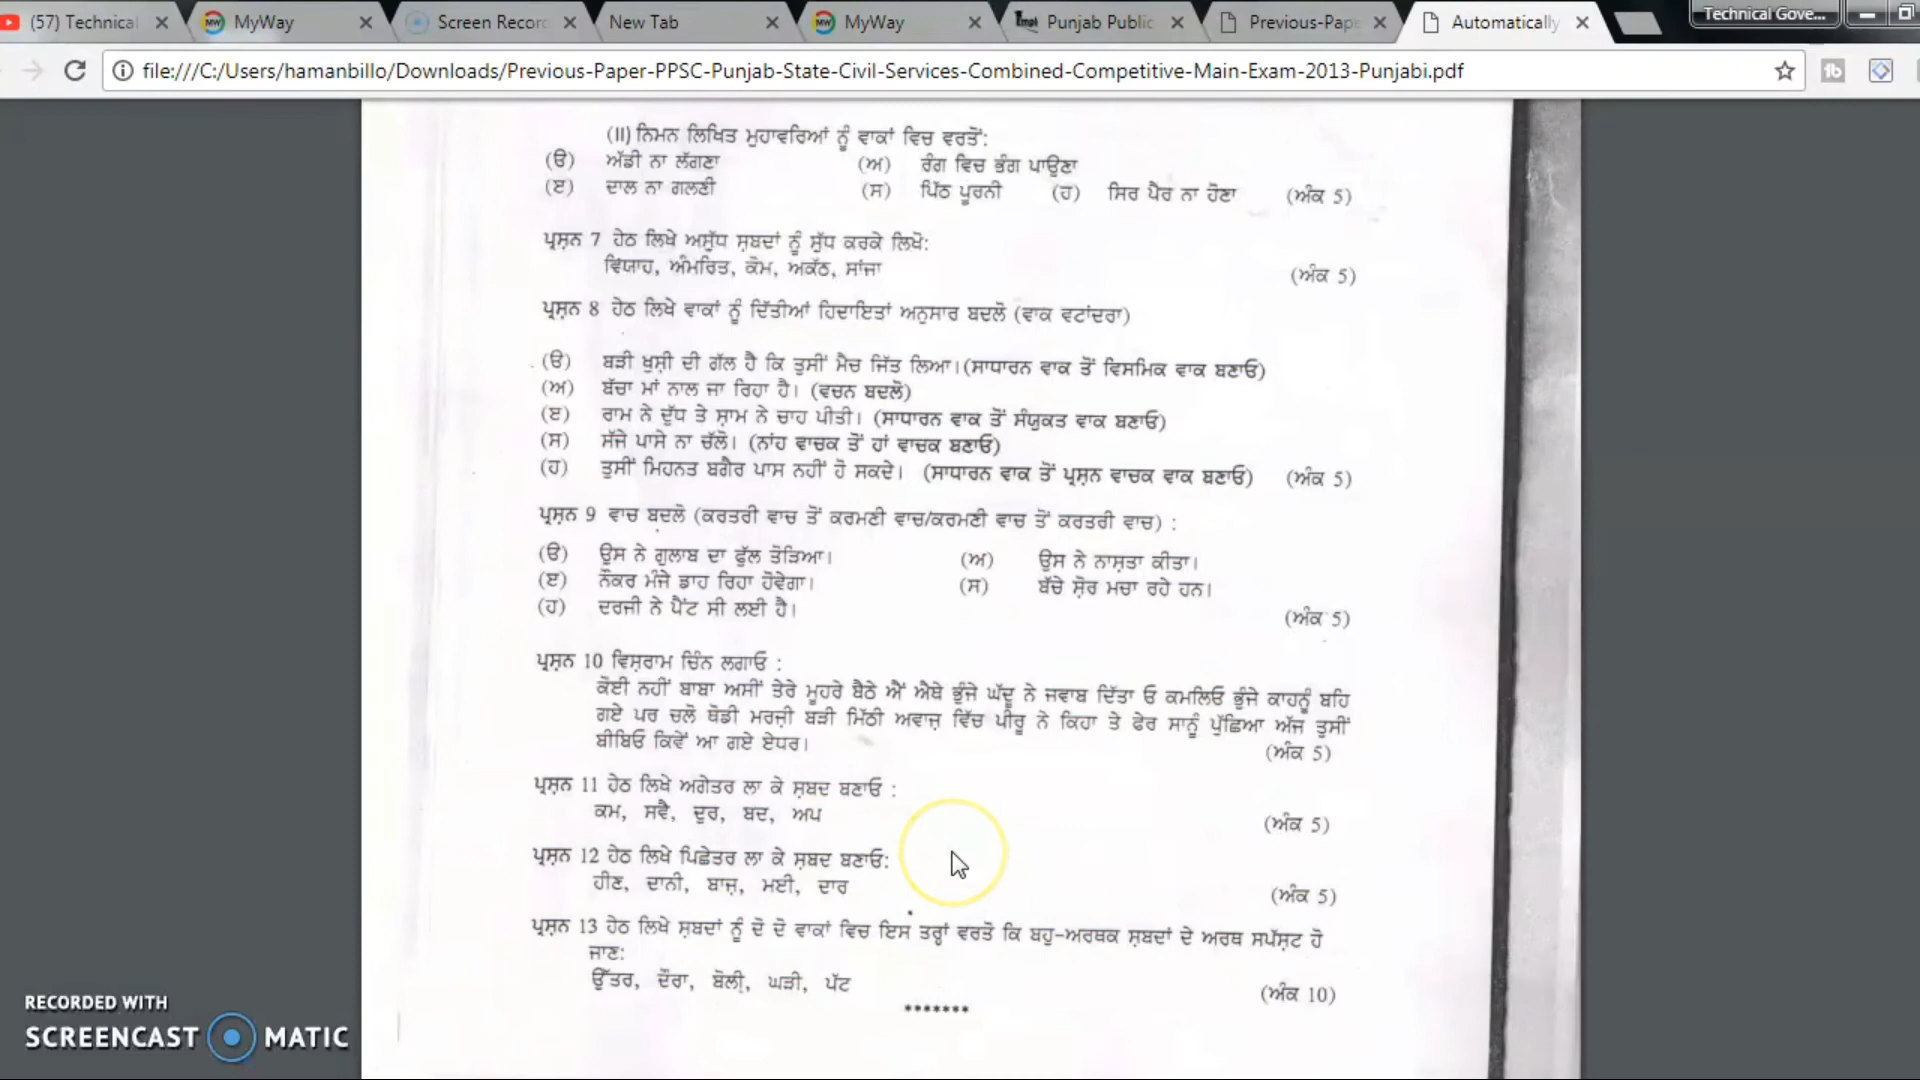 (57) Technical
MyWay
Screen Record
New Tab
MyWay
Punjab Public
Previous-Pape
Automatically
Technical Gove...
file:///C:/Users/hamanbillo/Downloads/Previous-Paper-PPSC-Punjab-State-Civil-Services-Combined-Competitive-Main-Exam-2013-Punjabi.pdf
(II) ਨਿਮਨ ਲਿਖਿਤ ਮੁਹਾਵਰਿਆਂ ਨੂੰ ਵਾਕਾਂ ਵਿਚ ਵਰਤੋਂ:
(ੳ) ਅੱਡੀ ਨਾ ਲੱਗਣਾ (ਅ) ਰੰਗ ਵਿਚ ਭੰਗ ਪਾਉਣਾ
(ੲ) ਦਾਲ ਨਾ ਗਲਣੀ (ਸ) ਪਿੱਠ ਪੂਰਨੀ (ਹ) ਸਿਰ ਪੈਰ ਨਾ ਹੋਣਾ (ਅੰਕ 5)
ਪ੍ਰਸ਼ਨ 7 ਹੇਠ ਲਿਖੇ ਅਸ਼ੁੱਧ ਸ਼ਬਦਾਂ ਨੂੰ ਸ਼ੁੱਧ ਕਰਕੇ ਲਿਖੋ:
ਵਿਯਾਹ, ਅੰਮਰਿਤ, ਕੋਮ, ਅਕੱਠ, ਸਾਂਜਾ (ਅੰਕ 5)
ਪ੍ਰਸ਼ਨ 8 ਹੇਠ ਲਿਖੇ ਵਾਕਾਂ ਨੂੰ ਦਿੱਤੀਆਂ ਹਿਦਾਇਤਾਂ ਅਨੁਸਾਰ ਬਦਲੋ (ਵਾਕ ਵਟਾਂਦਰਾ)
(ੳ) ਬੜੀ ਖੁਸ਼ੀ ਦੀ ਗੱਲ ਹੈ ਕਿ ਤੁਸੀਂ ਮੈਚ ਜਿੱਤ ਲਿਆ। (ਸਾਧਾਰਨ ਵਾਕ ਤੋਂ ਵਿਸਮਿਕ ਵਾਕ ਬਣਾਓ)
(ਅ) ਬੱਚਾ ਮਾਂ ਨਾਲ ਜਾ ਰਿਹਾ ਹੈ। (ਵਚਨ ਬਦਲੋ)
(ੲ) ਰਾਮ ਨੇ ਦੁੱਧ ਤੇ ਸ਼ਾਮ ਨੇ ਚਾਹ ਪੀਤੀ। (ਸਾਧਾਰਨ ਵਾਕ ਤੋਂ ਸੰਯੁਕਤ ਵਾਕ ਬਣਾਓ)
(ਸ) ਸੱਜੇ ਪਾਸੇ ਨਾ ਚੱਲੋ। (ਨਾਂਹ ਵਾਚਕ ਤੋਂ ਹਾਂ ਵਾਚਕ ਬਣਾਓ)
(ਹ) ਤੁਸੀਂ ਮਿਹਨਤ ਬਗੈਰ ਪਾਸ ਨਹੀਂ ਹੋ ਸਕਦੇ। (ਸਾਧਾਰਨ ਵਾਕ ਤੋਂ ਪ੍ਰਸ਼ਨ ਵਾਚਕ ਵਾਕ ਬਣਾਓ) (ਅੰਕ 5)
ਪ੍ਰਸ਼ਨ 9 ਵਾਚ ਬਦਲੋ (ਕਰਤਰੀ ਵਾਚ ਤੋਂ ਕਰਮਣੀ ਵਾਚ/ਕਰਮਣੀ ਵਾਚ ਤੋਂ ਕਰਤਰੀ ਵਾਚ) :
(ੳ) ਉਸ ਨੇ ਗੁਲਾਬ ਦਾ ਫੁੱਲ ਤੋੜਿਆ। (ਅ) ਉਸ ਨੇ ਨਾਸ਼ਤਾ ਕੀਤਾ।
(ੲ) ਨੌਕਰ ਮੰਜੇ ਡਾਹ ਰਿਹਾ ਹੋਵੇਗਾ। (ਸ) ਬੱਚੇ ਸ਼ੋਰ ਮਚਾ ਰਹੇ ਹਨ।
(ਹ) ਦਰਜੀ ਨੇ ਪੈਂਟ ਸੀ ਲਈ ਹੈ। (ਅੰਕ 5)
ਪ੍ਰਸ਼ਨ 10 ਵਿਸ਼ਰਾਮ ਚਿੰਨ ਲਗਾਓ :
ਕੋਈ ਨਹੀਂ ਬਾਬਾ ਅਸੀਂ ਤੇਰੇ ਮੂਹਰੇ ਬੈਠੇ ਐਂ ਐਥੇ ਭੁੰਜੇ ਘੱਦੂ ਨੇ ਜਵਾਬ ਦਿੱਤਾ ਓ ਕਮਲਿਓ ਭੁੰਜੇ ਕਾਹਨੂੰ ਬਹਿ
ਗਏ ਪਰ ਚਲੋ ਥੋਡੀ ਮਰਜ਼ੀ ਬੜੀ ਮਿੱਠੀ ਅਵਾਜ਼ ਵਿੱਚ ਪੀਰੂ ਨੇ ਕਿਹਾ ਤੇ ਫੇਰ ਸਾਨੂੰ ਪੁੱਛਿਆ ਅੱਜ ਤੁਸੀਂ
ਬੀਬਿਓ ਕਿਵੇਂ ਆ ਗਏ ਏਧਰ। (ਅੰਕ 5)
ਪ੍ਰਸ਼ਨ 11 ਹੇਠ ਲਿਖੇ ਅਗੇਤਰ ਲਾ ਕੇ ਸ਼ਬਦ ਬਣਾਓ :
ਕਮ, ਸਵੈ, ਦੁਰ, ਬਦ, ਅਪ (ਅੰਕ 5)
ਪ੍ਰਸ਼ਨ 12 ਹੇਠ ਲਿਖੇ ਪਿਛੇਤਰ ਲਾ ਕੇ ਸ਼ਬਦ ਬਣਾਓ:
ਹੀਣ, ਦਾਨੀ, ਬਾਜ਼, ਮਈ, ਦਾਰ (ਅੰਕ 5)
ਪ੍ਰਸ਼ਨ 13 ਹੇਠ ਲਿਖੇ ਸ਼ਬਦਾਂ ਨੂੰ ਦੋ ਦੋ ਵਾਕਾਂ ਵਿਚ ਇਸ ਤਰ੍ਹਾਂ ਵਰਤੋ ਕਿ ਬਹੁ-ਅਰਥਕ ਸ਼ਬਦਾਂ ਦੇ ਅਰਥ ਸਪੱਸ਼ਟ ਹੋ
ਜਾਣ:
ਉੱਤਰ, ਦੌਰਾ, ਬੋਲੀ, ਘੜੀ, ਪੱਟ (ਅੰਕ 10)
*******
RECORDED WITH
SCREENCAST MATIC